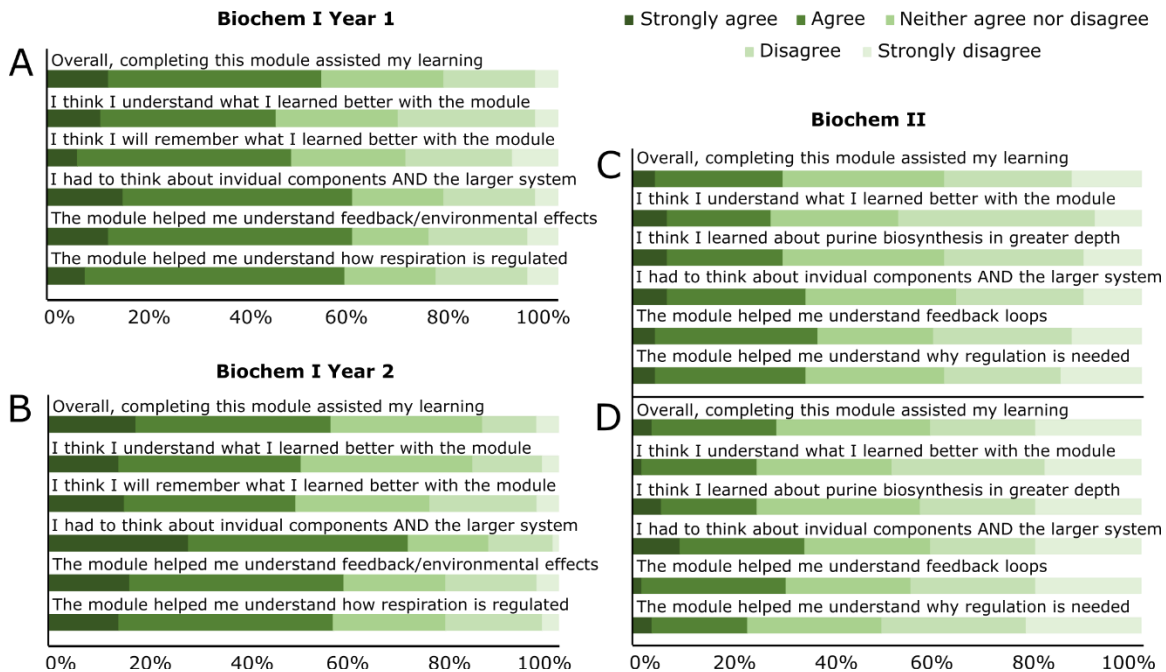 Biochem I Year 1
A
Overall, completing this module assisted my learning
I think I understand what I learned better with the module
I think I will remember what I learned better with the module
I had to think about invidual components AND the larger system
The module helped me understand feedback/environmental effects
The module helped me understand how respiration is regulated
0% 20% 40% 60% 80% 100%
Biochem I Year 2
B
Overall, completing this module assisted my learning
I think I understand what I learned better with the module
I think I will remember what I learned better with the module
I had to think about invidual components AND the larger system
The module helped me understand feedback/environmental effects
The module helped me understand how respiration is regulated
0% 20% 40% 60% 80% 100%
Strongly agree Agree Neither agree nor disagree
Disagree Strongly disagree
Biochem II
C
Overall, completing this module assisted my learning
I think I understand what I learned better with the module
I think I learned about purine biosynthesis in greater depth
I had to think about invidual components AND the larger system
The module helped me understand feedback loops
The module helped me understand why regulation is needed
D
Overall, completing this module assisted my learning
I think I understand what I learned better with the module
I think I learned about purine biosynthesis in greater depth
I had to think about invidual components AND the larger system
The module helped me understand feedback loops
The module helped me understand why regulation is needed
0% 20% 40% 60% 80% 100%